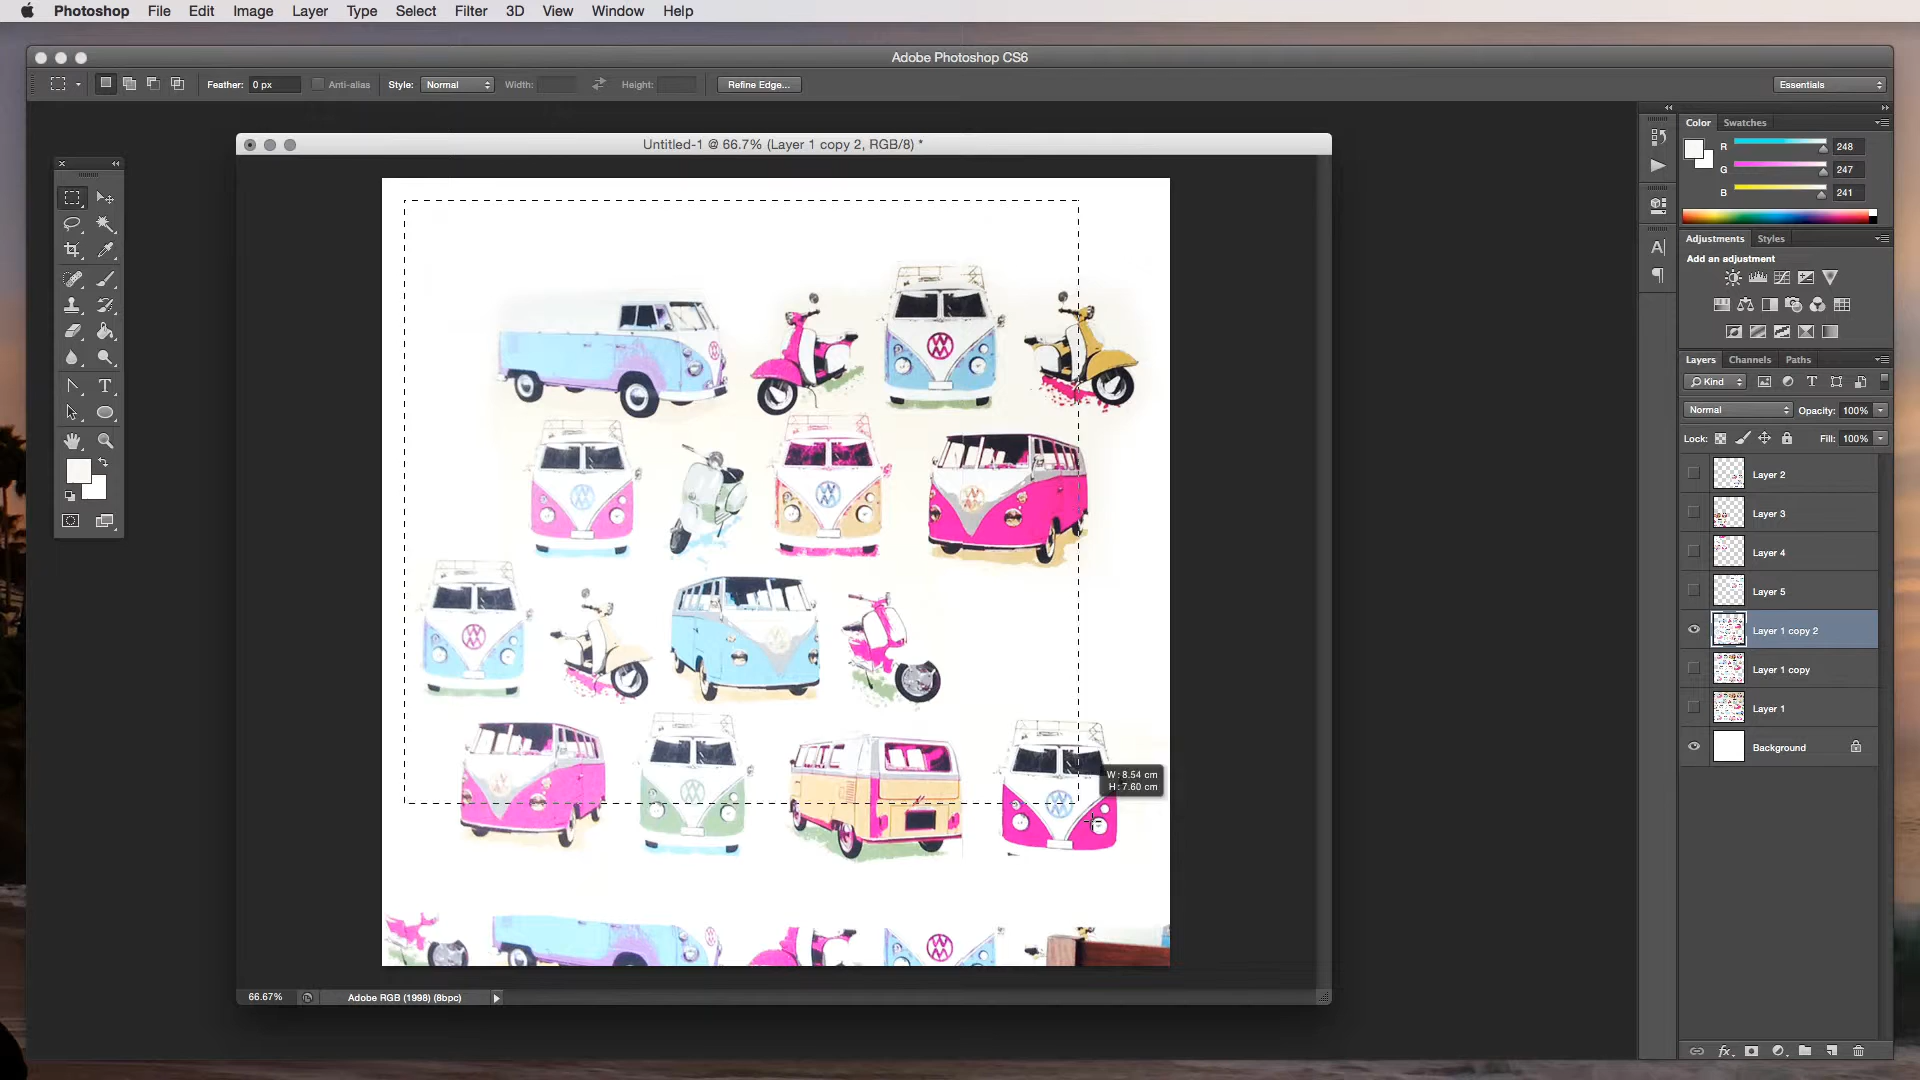 Photoshop File Edit Image Layer Type Select Filter 3D View Window Help
Adobe Photoshop CS6
Feather: 0 px Anti-alias Style: Normal Width: Height: Refine Edge... Essentials
Untitled-1 @ 66.7% (Layer 1 copy 2, RGB/8) *
Color Swatches
R 248
G 247
B 241
Adjustments Styles
Add an adjustment
Layers Channels Paths
Kind
Normal Opacity: 100%
Lock: Fill: 100%
Layer 2
Layer 3
Layer 4
Layer 5
Layer 1 copy 2
Layer 1 copy
Layer 1
Background
W: 8.54 cm
H: 7.60 cm
66.67% Adobe RGB (1998) (8bpc)